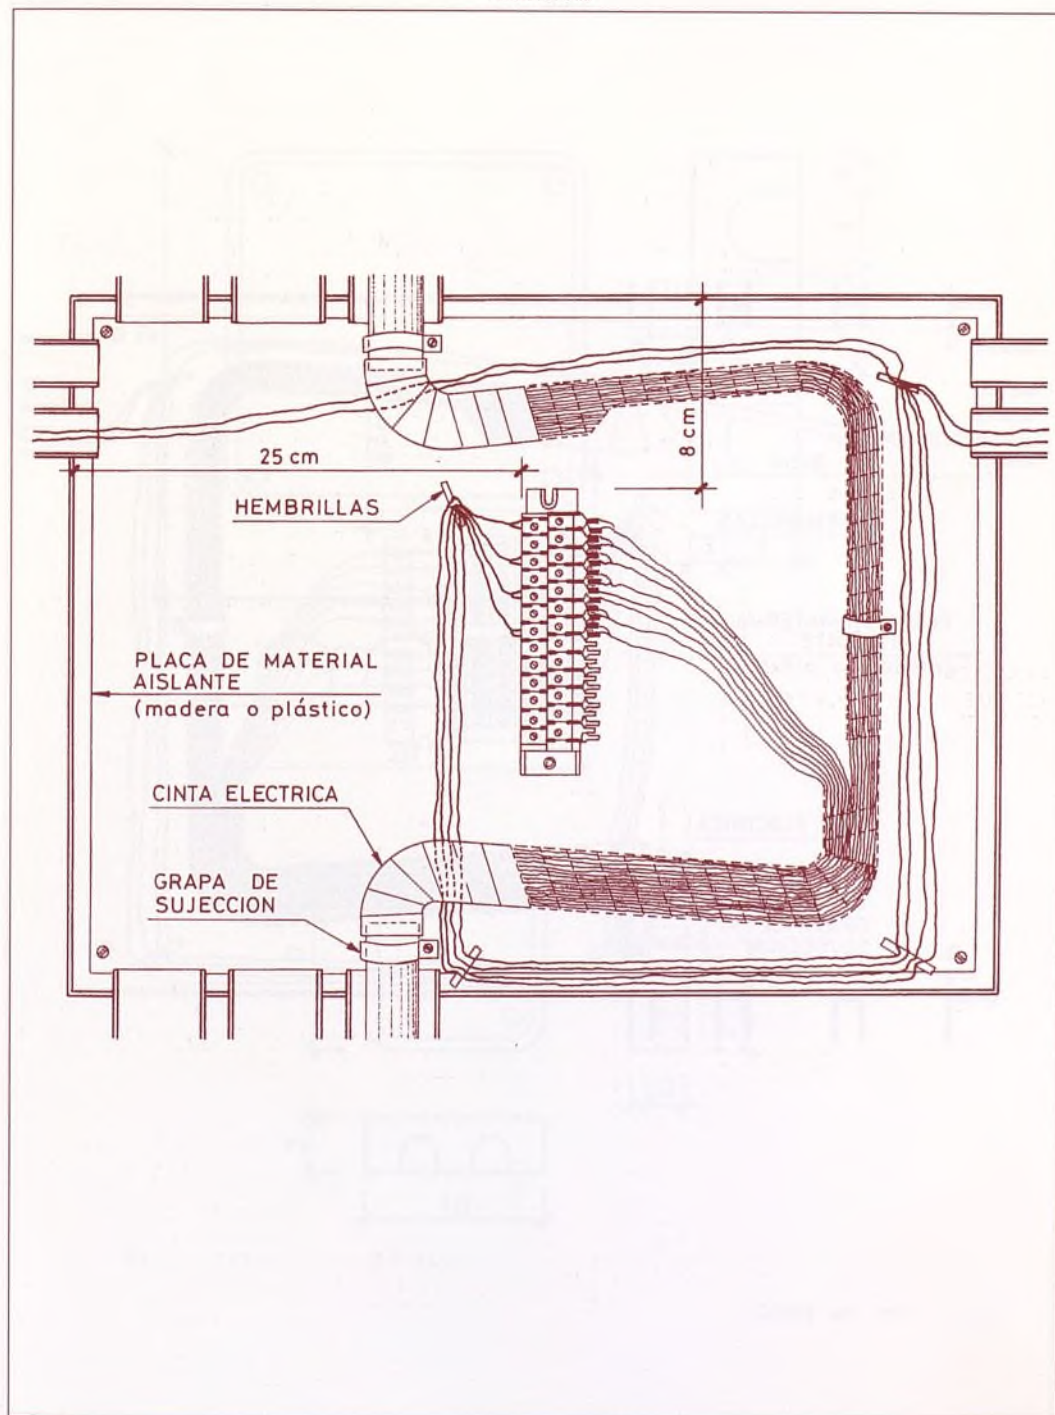 25 cm
8 cm
HEMBRILLAS
PLACA DE MATERIAL
AISLANTE
(madera o plástico)
CINTA ELECTRICA
GRAPA DE
SUJECCION